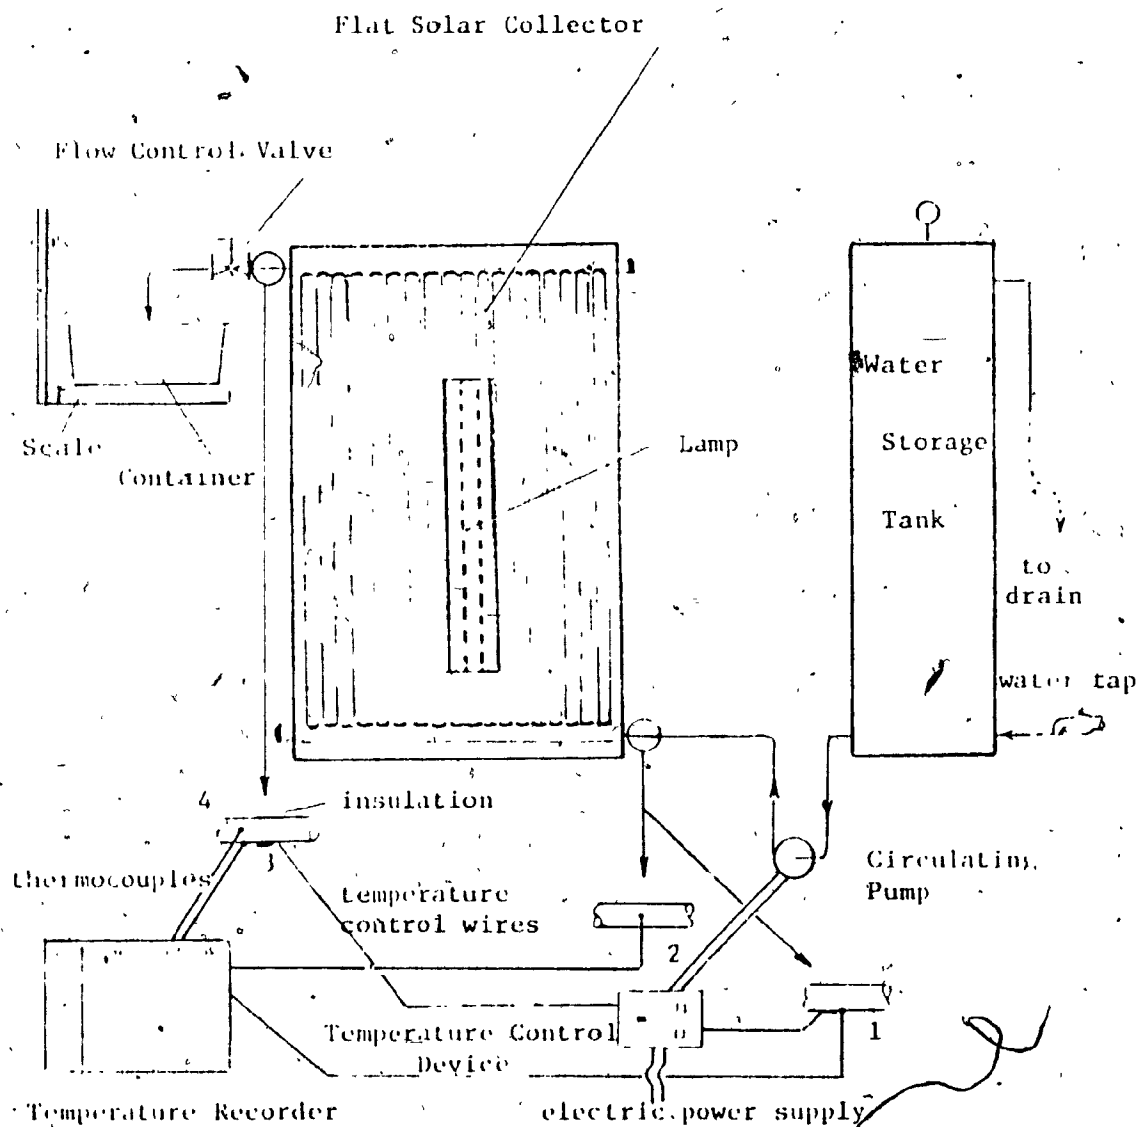 Flat Solar Collector
Flow Control Valve
1
Water
Storage
Tank
Scale
Container
Lamp
to
drain
water tap
4
insulation
3
thermocouples
temperature
control wires
Circulating
Pump
2
1
Temperature Control
Device
Temperature Recorder
electric power supply